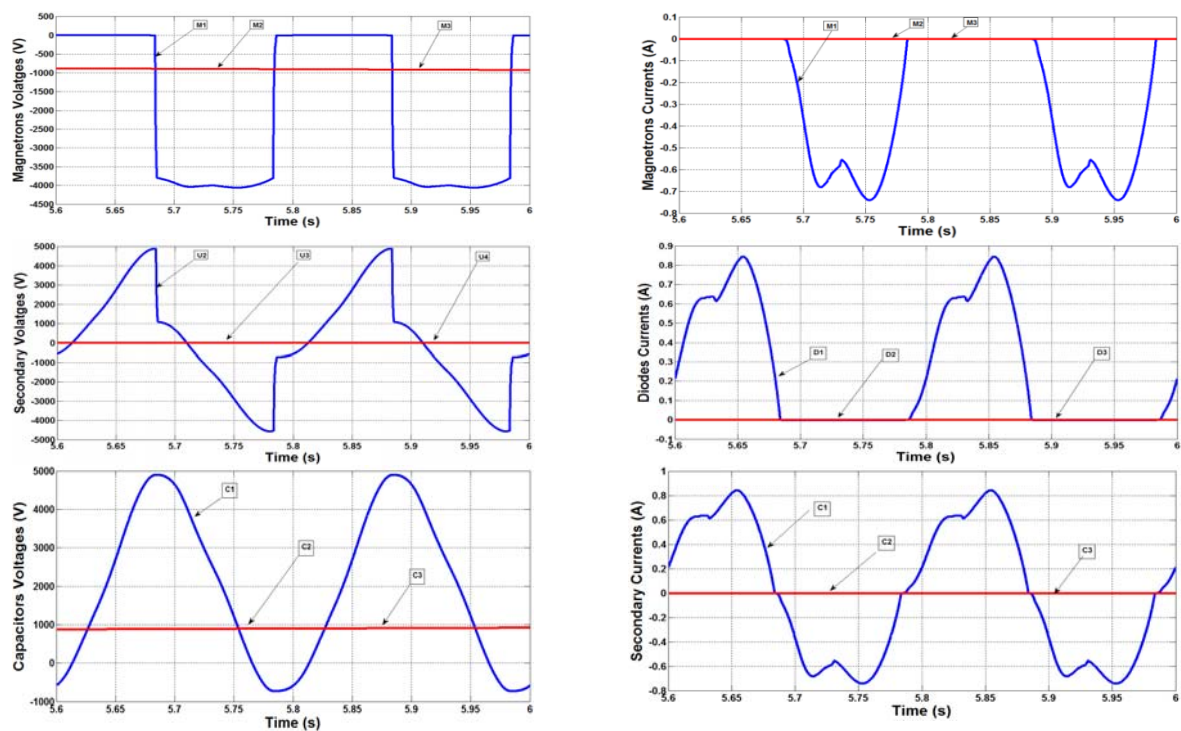 Magnetrons Volatges (V)
500
0
-500
-1000
-1500
-2000
-2500
-3000
-3500
-4000
-4500
M1
M2
M3
5.6 5.65 5.7 5.75 5.8 5.85 5.9 5.95 6
Time (s)
Magnetrons Currents (A)
0.1
0
-0.1
-0.2
-0.3
-0.4
-0.5
-0.6
-0.7
-0.8
M1
M2
M3
5.6 5.65 5.7 5.75 5.8 5.85 5.9 5.95 6
Time (s)
Secondary Volatges (V)
5000
4000
3000
2000
1000
0
-1000
-2000
-3000
-4000
-5000
U2
U3
U4
5.6 5.65 5.7 5.75 5.8 5.85 5.9 5.95 6
Time (s)
Diodes Currents (A)
0.9
0.8
0.7
0.6
0.5
0.4
0.3
0.2
0.1
0
-0.1
D1
D2
D3
5.6 5.65 5.7 5.75 5.8 5.85 5.9 5.95 6
Time (s)
Capacitors Voltages (V)
5000
4000
3000
2000
1000
0
-1000
C1
C2
C3
5.6 5.65 5.7 5.75 5.8 5.85 5.9 5.95 6
Time (s)
Secondary Currents (A)
1
0.8
0.6
0.4
0.2
0
-0.2
-0.4
-0.6
-0.8
C1
C2
C3
5.6 5.65 5.7 5.75 5.8 5.85 5.9 5.95 6
Time (s)